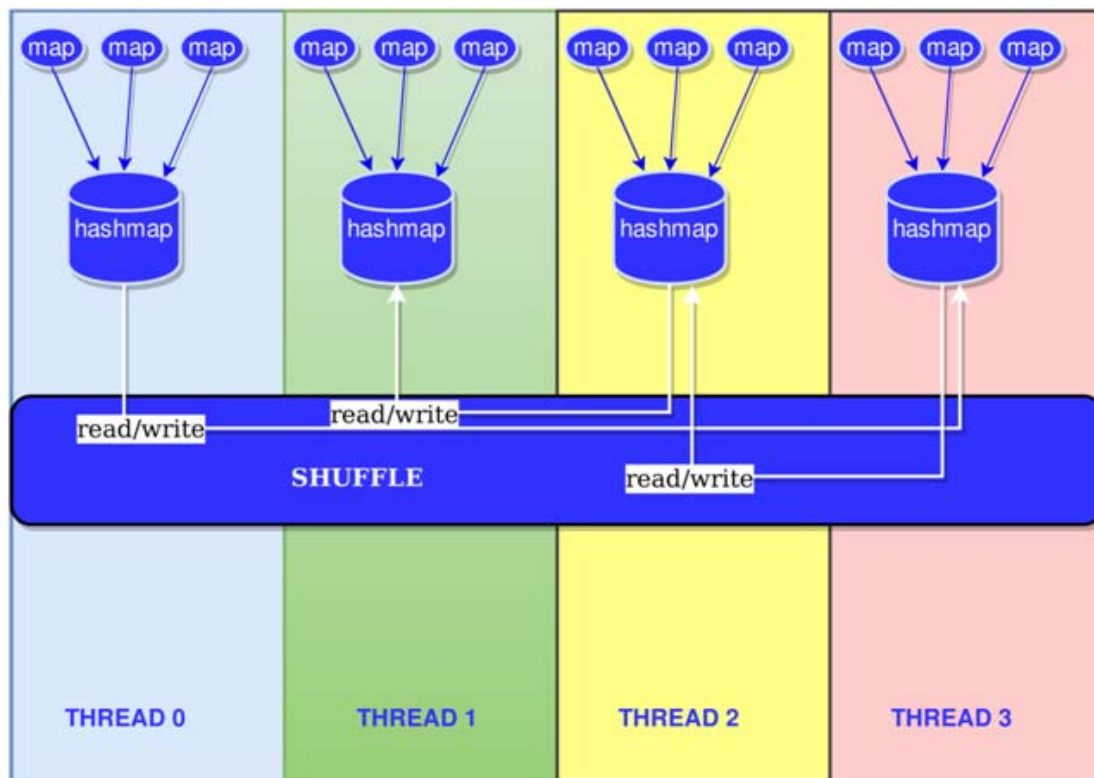 map map map map map map map map map map map map
hashmap hashmap hashmap hashmap
read/write
read/write
SHUFFLE
read/write
THREAD 0 THREAD 1 THREAD 2 THREAD 3